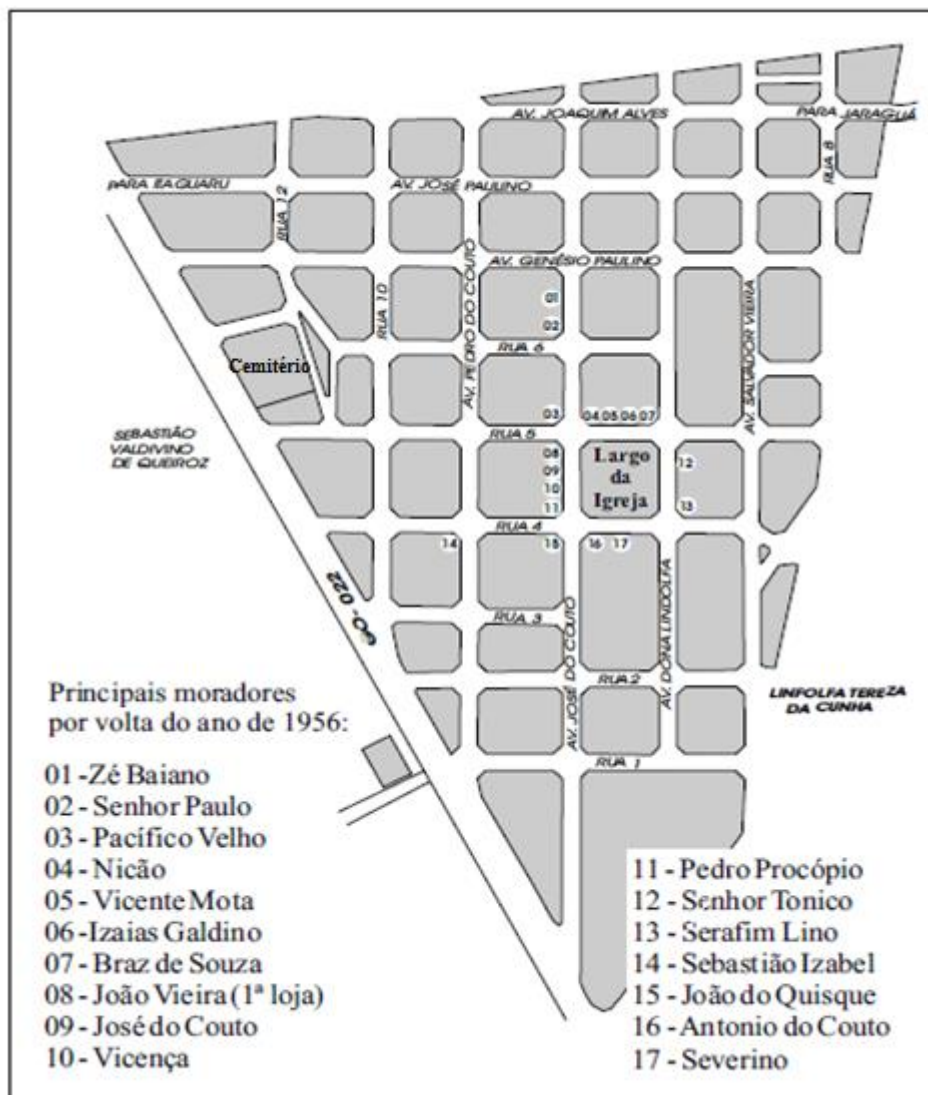 AV. JOAQUIM ALVES
PARA JARAGUÁ
RUA 8
PARA ITAGUARU
AV. JOSÉ PAULINO
RUA 12
AV. GENÉSIO PAULINO
RUA 10
AV. PEDRO DO COUTO
01
02
RUA 6
AV. SALVADOR VIEIRA
Cemitério
03
04 05 06 07
RUA 5
SEBASTIÃO
VALDIVINO
DE QUEIROZ
08
09
10
11
Largo
da
Igreja
12
13
RUA 4
14
15
16
17
GO-022
RUA 3
AV. JOSÉ DO COUTO
AV. DONA LINDOLFA
RUA 2
LINFOLFA TEREZA
DA CUNHA
RUA 1
Principais moradores
por volta do ano de 1956:
01 - Zé Baiano
02 - Senhor Paulo
03 - Pacífico Velho
04 - Nicão
05 - Vicente Mota
06 - Izaias Galdino
07 - Braz de Souza
08 - João Vieira (1ª loja)
09 - José do Couto
10 - Vicença
11 - Pedro Procópio
12 - Senhor Tonico
13 - Serafim Lino
14 - Sebastião Izabel
15 - João do Quisque
16 - Antonio do Couto
17 - Severino